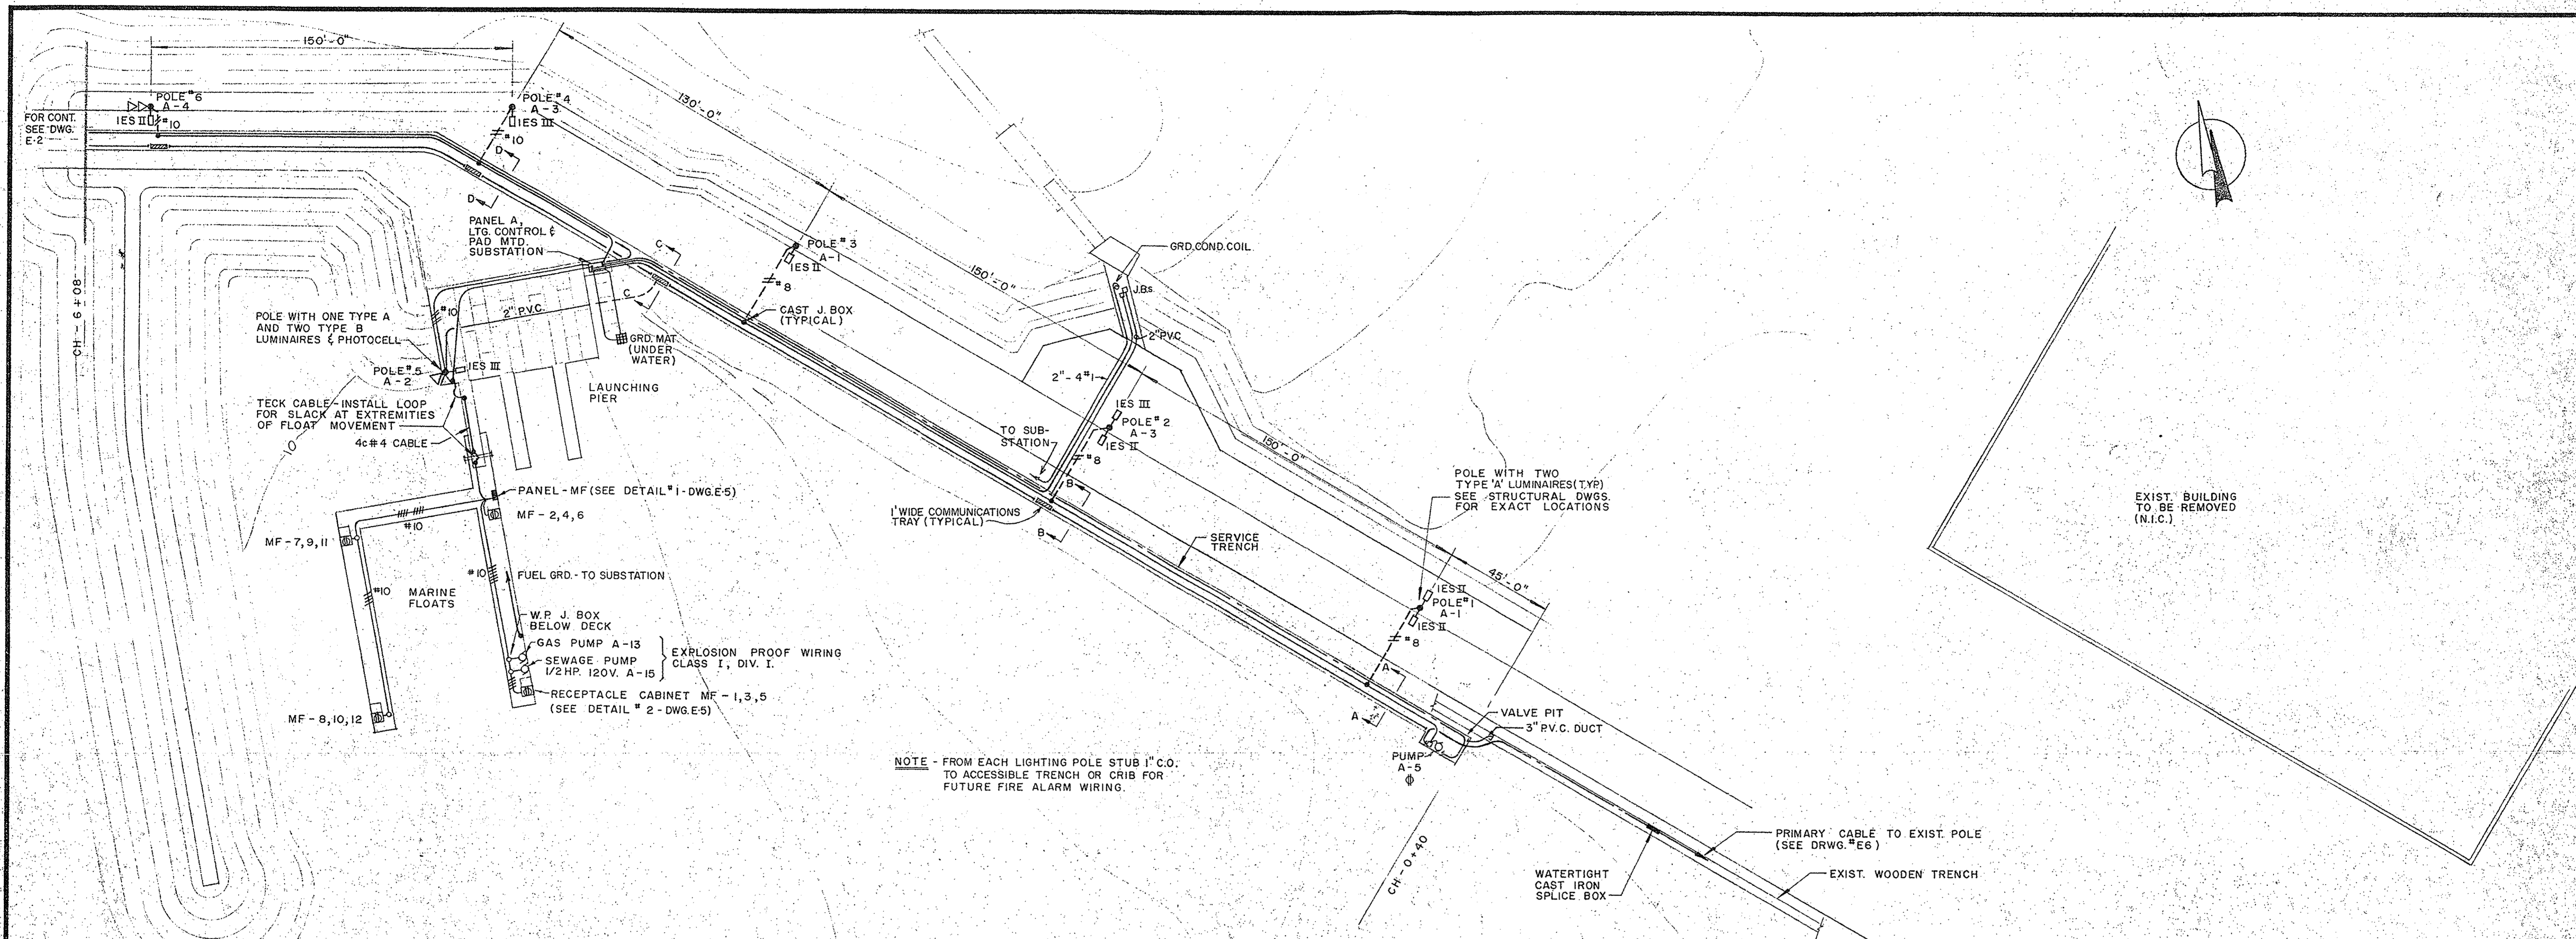 150'-0"
POLE #6
A-4
IES II
#10
FOR CONT.
SEE DWG.
E-2
POLE #4
A-3
IES III
#10
D
D
130'-0"
PANEL A,
LTG. CONTROL &
PAD MTD.
SUBSTATION
C
C
POLE #3
A-1
IES II
#8
CAST J. BOX
(TYPICAL)
150'-0"
GRD. COND. COIL
J.B.s
2" PVC
2"-4#1
CH - 6+08
POLE WITH ONE TYPE A
AND TWO TYPE B
LUMINAIRES & PHOTOCELL
#10
2" P.V.C.
GRD. MAT.
(UNDER
WATER)
POLE #5
A-2
IES III
LAUNCHING
PIER
TECK CABLE-INSTALL LOOP
FOR SLACK AT EXTREMITIES
OF FLOAT MOVEMENT
4c#4 CABLE
10
PANEL-MF (SEE DETAIL #1-DWG.E-5)
MF-2,4,6
#10
MF-7,9,11
#10
MARINE
FLOATS
#10
FUEL GRD.-TO SUBSTATION
W.P. J. BOX
BELOW DECK
GAS PUMP A-13
SEWAGE PUMP
1/2 HP. 120V. A-15
EXPLOSION PROOF WIRING
CLASS I, DIV. I.
RECEPTACLE CABINET MF-1,3,5
(SEE DETAIL #2-DWG.E-5)
MF-8,10,12
TO SUB-
STATION
IES III
POLE #2
A-3
IES II
#8
B
B
1' WIDE COMMUNICATIONS
TRAY (TYPICAL)
SERVICE
TRENCH
150'-0"
POLE WITH TWO
TYPE 'A' LUMINAIRES (TYP)
SEE STRUCTURAL DWGS.
FOR EXACT LOCATIONS
45'-0"
IES II
POLE #1
A-1
IES II
#8
A
A
VALVE PIT
3" P.V.C. DUCT
PUMP
A-5
NOTE - FROM EACH LIGHTING POLE STUB 1" C.O.
TO ACCESSIBLE TRENCH OR CRIB FOR
FUTURE FIRE ALARM WIRING.
CH - 0+40
WATERTIGHT
CAST IRON
SPLICE BOX
PRIMARY CABLE TO EXIST. POLE
(SEE DRWG. #E6)
EXIST. WOODEN TRENCH
EXIST. BUILDING
TO BE REMOVED
(N.I.C.)